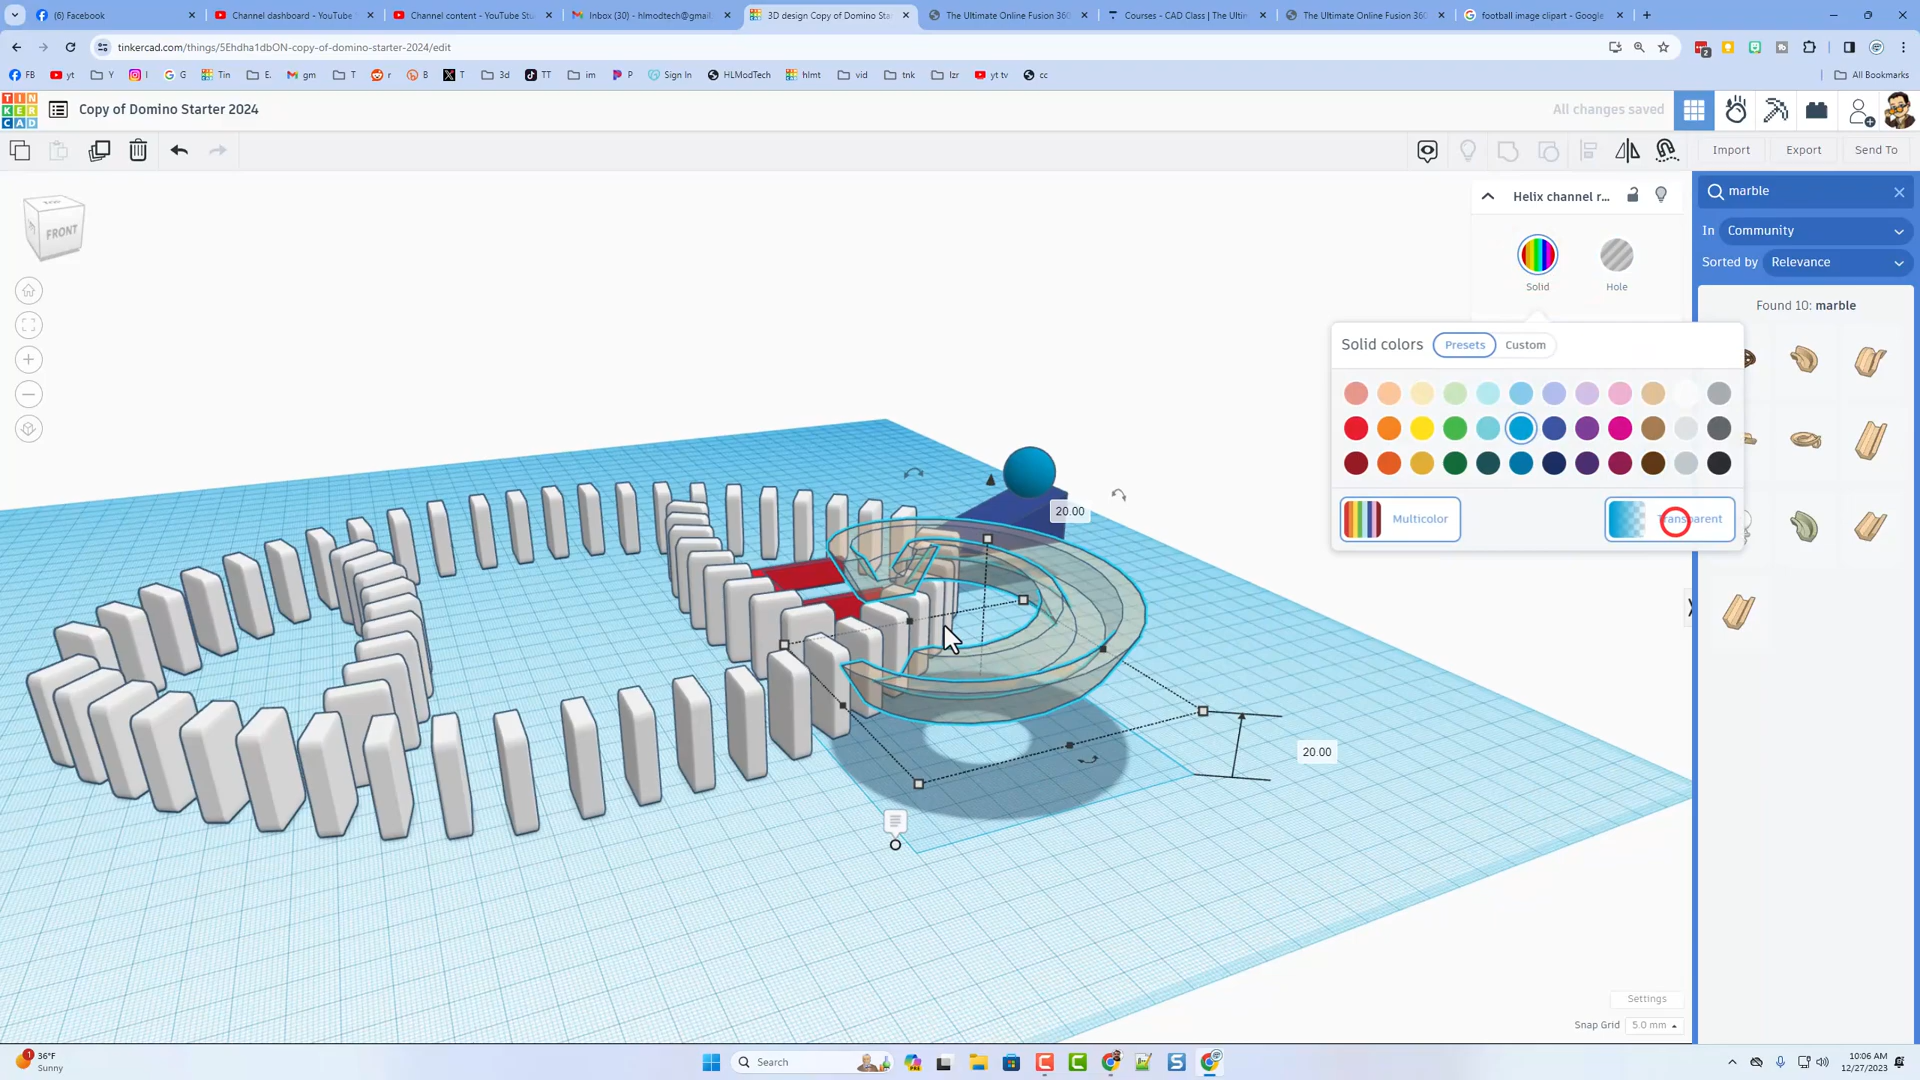 (6) Facebook
Channel dashboard - YouTube
Channel content - YouTube Stu
Inbox (30) - hlmodtech@gmail
3D design Copy of Domino Star
The Ultimate Online Fusion 360
Courses - CAD Class | The Ultim
The Ultimate Online Fusion 360
football image clipart - Google
tinkercad.com/things/5Ehdha1dbON-copy-of-domino-starter-2024/edit
FB
yt
Y
I
G
Tin
E.
gm
T
r
B
T
3d
TT
im
P
Sign In
HLModTech
hlmt
vid
tnk
lzr
yt tv
cc
All Bookmarks
TIN
KER
CAD
Copy of Domino Starter 2024
All changes saved
Import
Export
Send To
FRONT
Helix channel r...
Solid
Hole
marble
In Community
Sorted by Relevance
Found 10: marble
Solid colors
Presets
Custom
Multicolor
Transparent
20.00
20.00
Settings
Snap Grid 5.0 mm
36°F
Sunny
Search
10:06 AM
12/27/2023